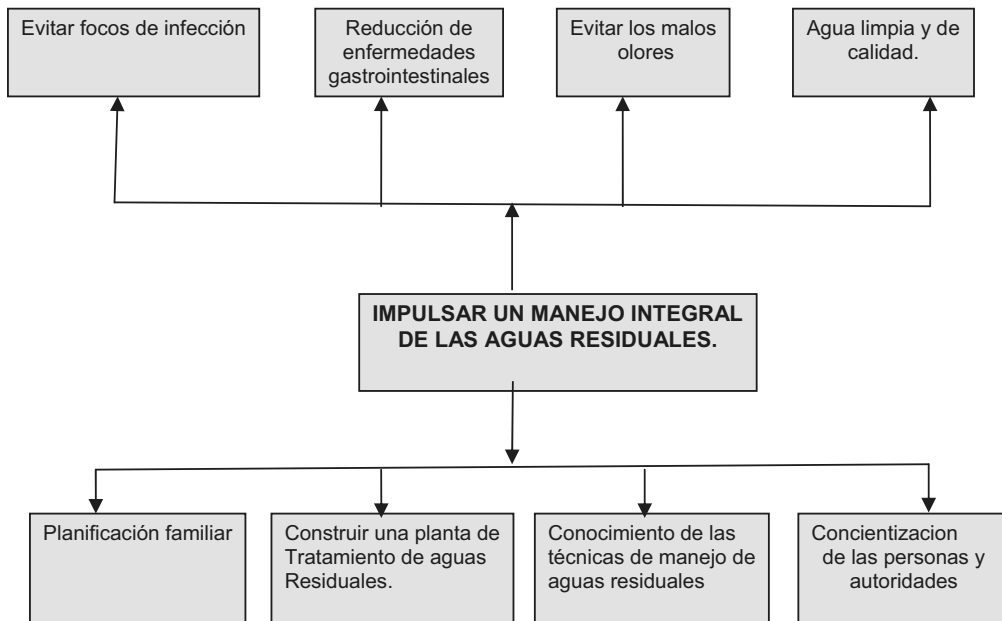 Evitar focos de infección
Reducción de
enfermedades
gastrointestinales
Evitar los malos
olores
Agua limpia y de
calidad.
IMPULSAR UN MANEJO INTEGRAL
DE LAS AGUAS RESIDUALES.
Planificación familiar
Construir una planta de
Tratamiento de aguas
Residuales.
Conocimiento de las
técnicas de manejo de
aguas residuales
Concientizacion
de las personas y
autoridades